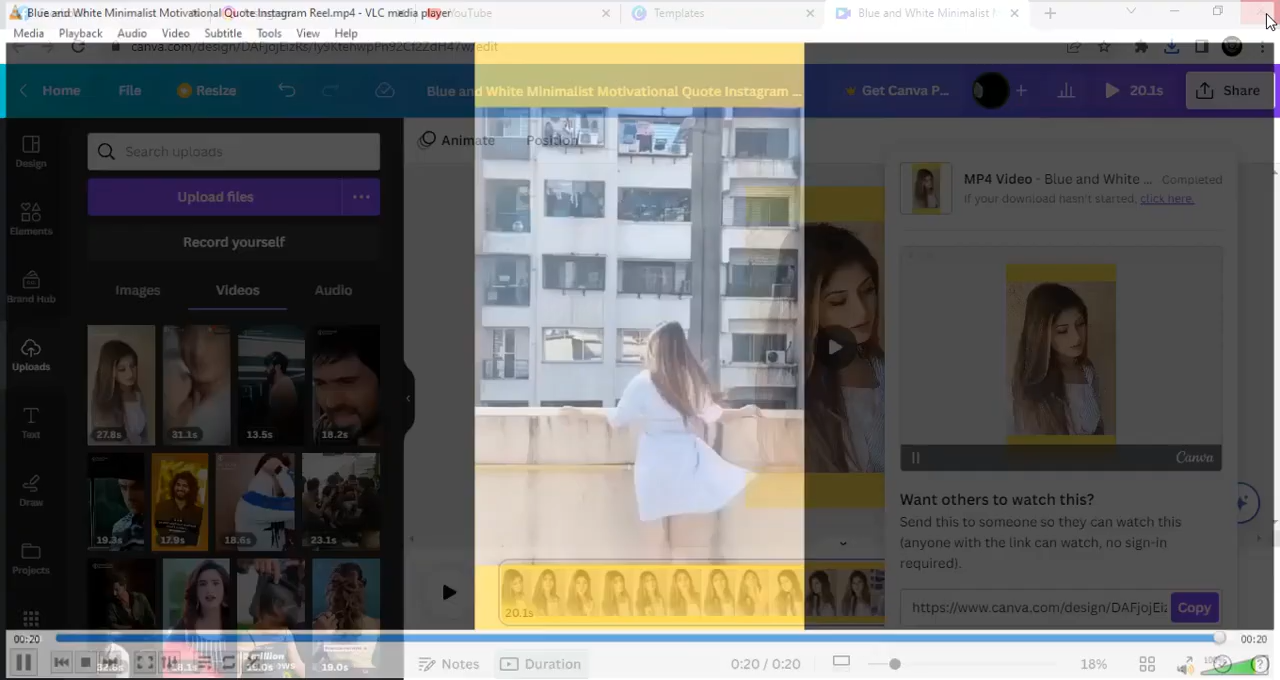 Blue and White Minimalist Motivational Quote Instagram Reel.mp4 - VLC media player
YouTube
Templates
Blue and White Minimalist M
Media Playback Audio Video Subtitle Tools View Help
Home
File
Resize
Blue and White Minimalist Motivational Quote Instagram ...
Get Canva P...
20.1s
Share
Design
Elements
Brand Hub
Uploads
Text
Draw
Projects
Search uploads
Upload files
Record yourself
Images
Videos
Audio
27.8s
31.1s
13.5s
18.2s
19.3s
17.9s
18.6s
23.1s
32.6s
19.0s
19.0s
Animate
Position
MP4 Video - Blue and White ...
Completed
If your download hasn't started, click here.
Canva
Want others to watch this?
Send this to someone so they can watch this
(anyone with the link can watch, no sign-in
required).
https://www.canva.com/design/DAFjojEiz
Copy
20.1s
00:20
00:20
Notes
Duration
0:20 / 0:20
18%